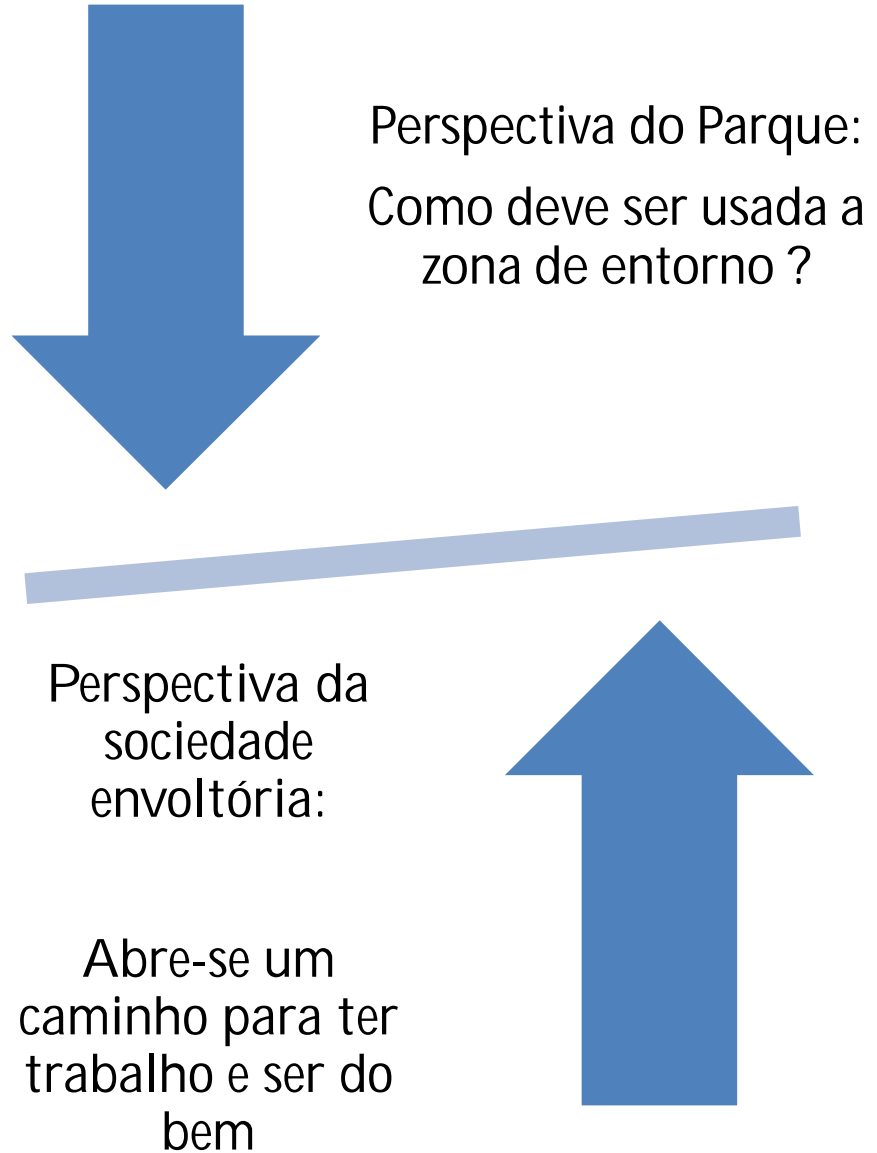 Perspectiva do Parque:
Como deve ser usada a
zona de entorno ?
Perspectiva da
sociedade
envoltória:
Abre-se um
caminho para ter
trabalho e ser do
bem